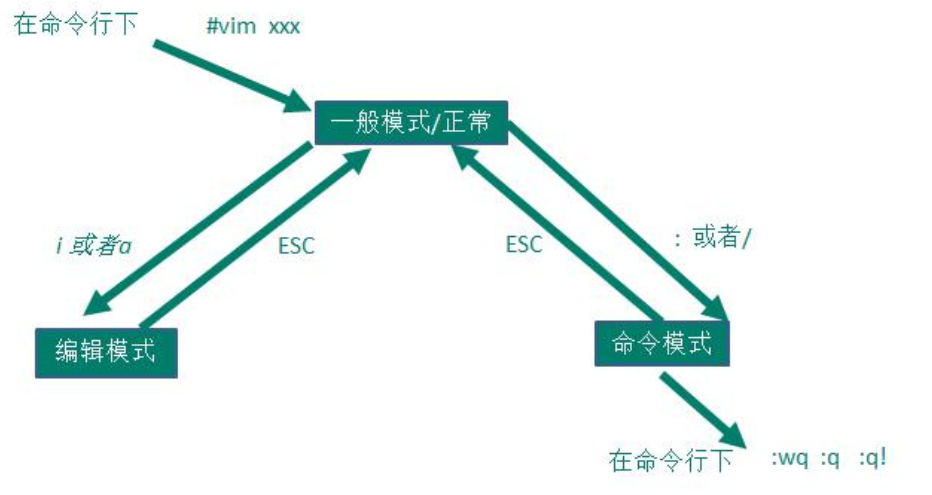 在命令行下 #vim xxx
一般模式/正常
i 或者a
ESC
ESC
: 或者/
编辑模式
命令模式
在命令行下 :wq :q :q!